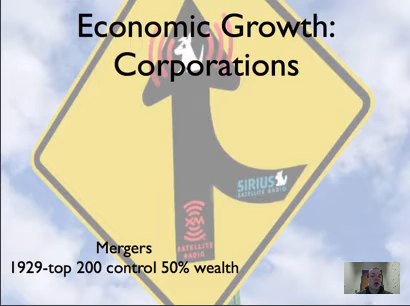 Economic Growth:
Corporations
SIRIUS
SATELLITE RADIO
XM
SATELLITE
RADIO
Mergers
1929-top 200 control 50% wealth